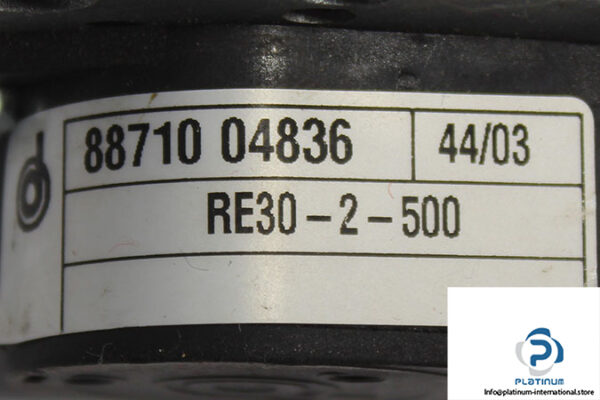 88710 04836 44/03
RE30-2-500
PLATINUM
Info@platinum-international.store